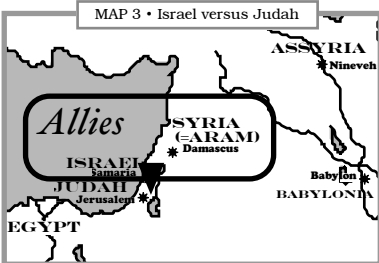 MAP 3 • Israel versus Judah
ASSYRIA
Nineveh
Allies
SYRIA
(=ARAM)
Damascus
ISRAEL
Samaria
JUDAH
Jerusalem
Babylon
BABYLONIA
EGYPT